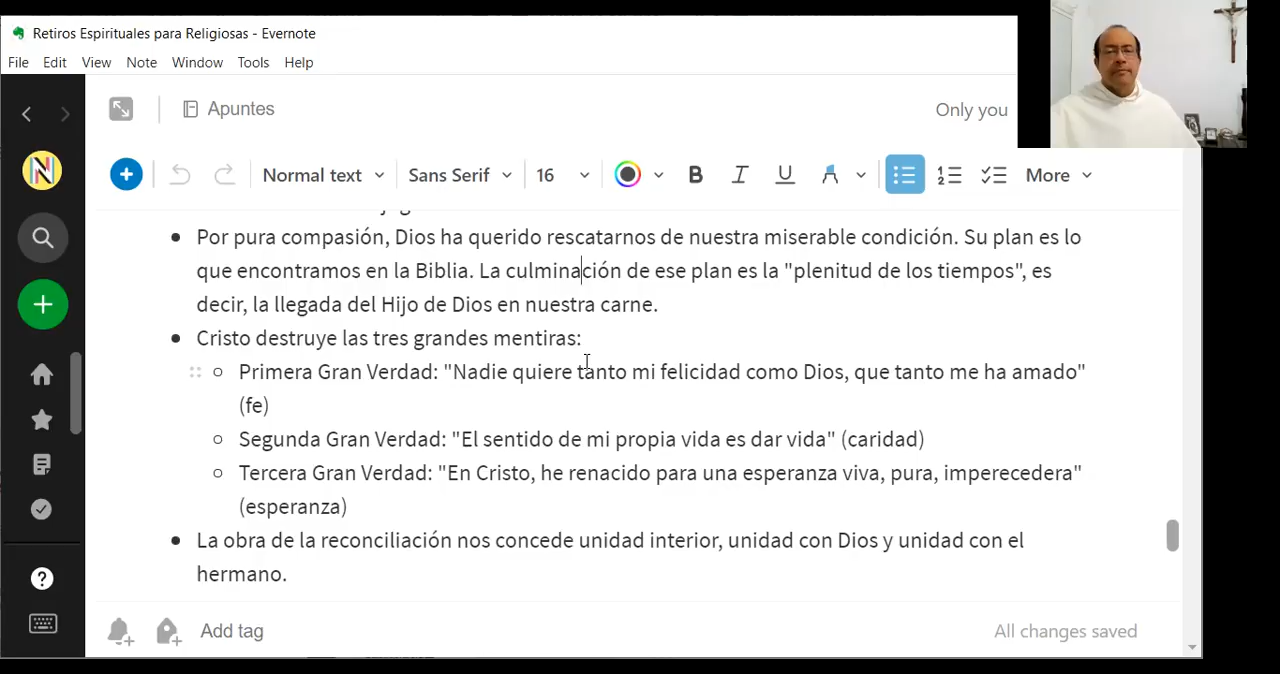 Retiros Espirituales para Religiosas - Evernote
File Edit View Note Window Tools Help
Apuntes
Only you
Normal text
Sans Serif
16
B I U
More
Por pura compasión, Dios ha querido rescatarnos de nuestra miserable condición. Su plan es lo
que encontramos en la Biblia. La culminación de ese plan es la "plenitud de los tiempos", es
decir, la llegada del Hijo de Dios en nuestra carne.
Cristo destruye las tres grandes mentiras:
Primera Gran Verdad: "Nadie quiere tanto mi felicidad como Dios, que tanto me ha amado"
(fe)
Segunda Gran Verdad: "El sentido de mi propia vida es dar vida" (caridad)
Tercera Gran Verdad: "En Cristo, he renacido para una esperanza viva, pura, imperecedera"
(esperanza)
La obra de la reconciliación nos concede unidad interior, unidad con Dios y unidad con el
hermano.
Add tag
All changes saved